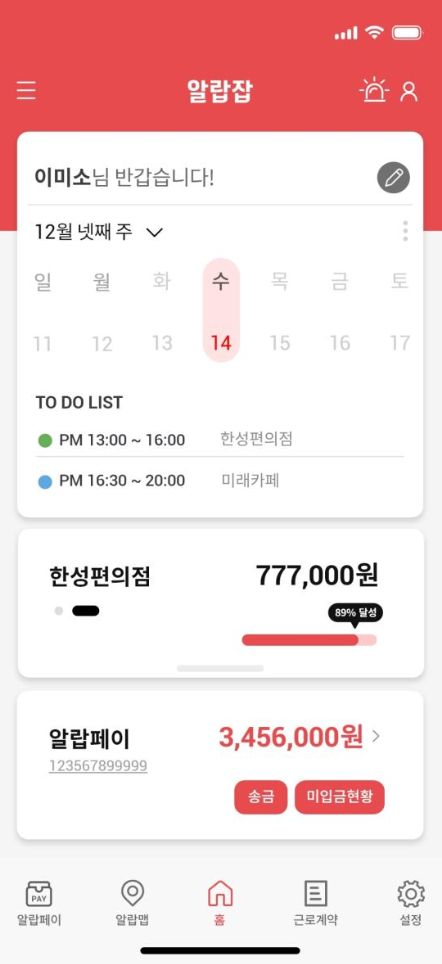 알랍잡
이미소님 반갑습니다!
12월 넷째 주
일 월 화 수 목 금 토
11 12 13 14 15 16 17
TO DO LIST
PM 13:00 ~ 16:00 한성편의점
PM 16:30 ~ 20:00 미래카페
한성편의점 777,000원
89% 달성
알랍페이 3,456,000원
123567899999
송금 미입금현황
PAY
알랍페이 알랍맵 홈 근로계약 설정